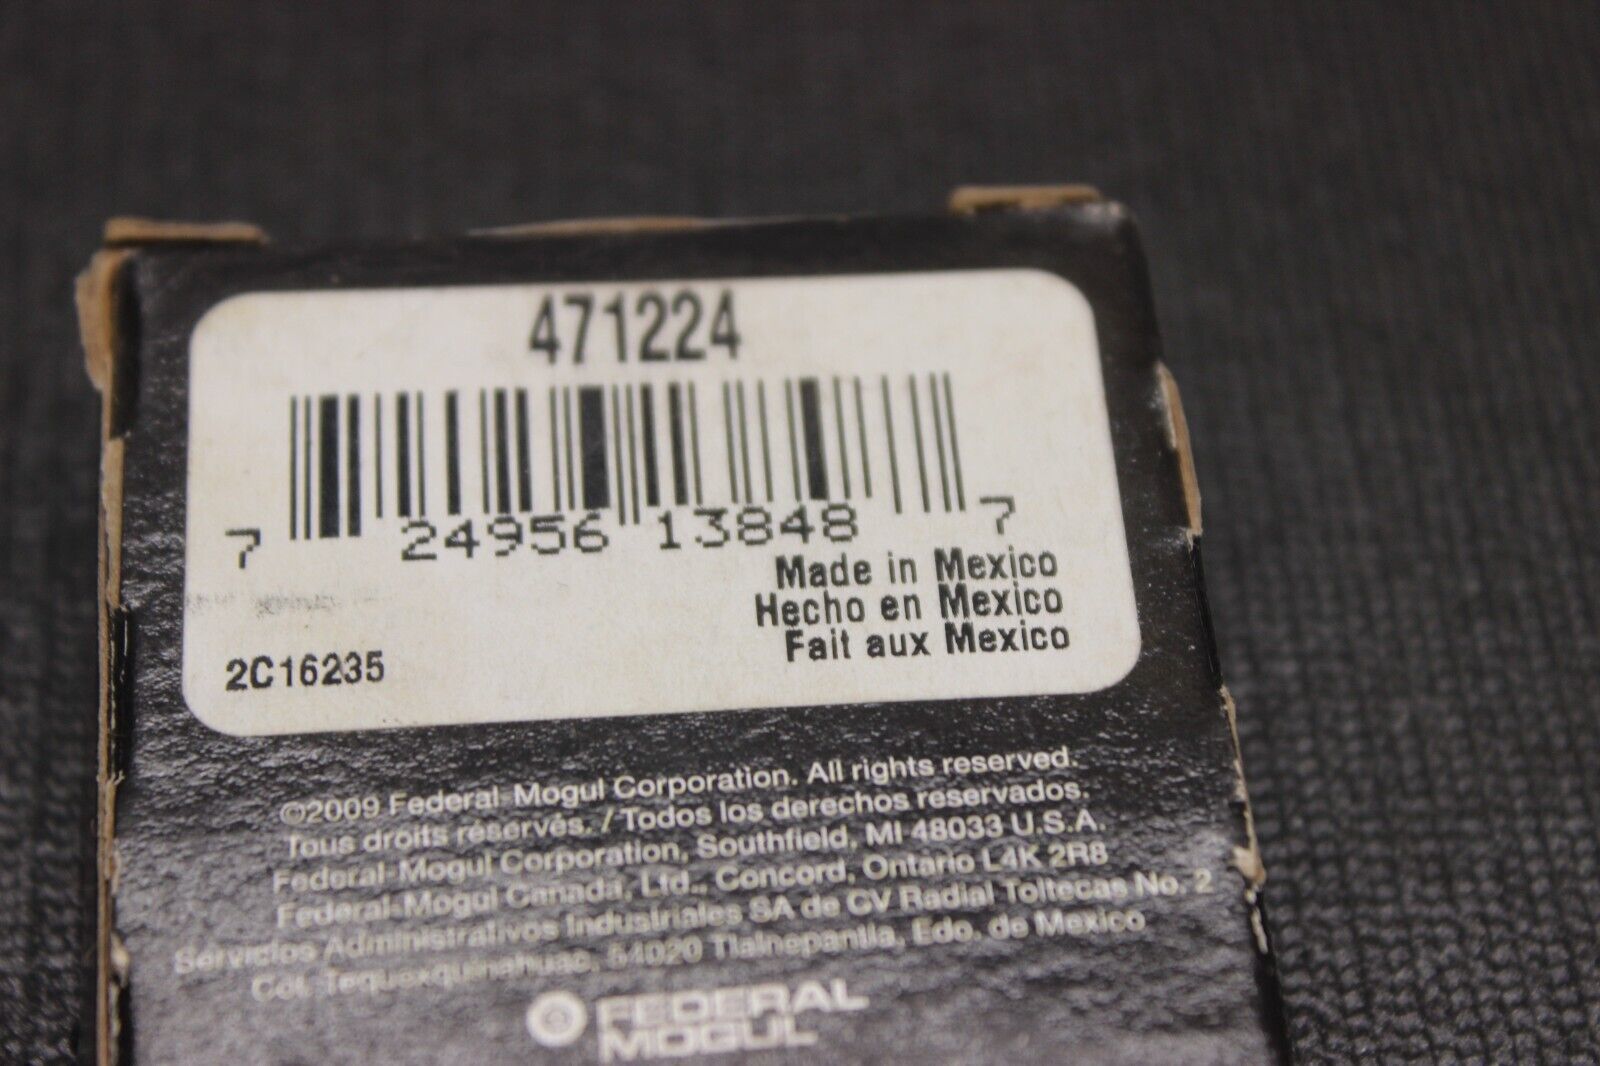 471224
7 24956 13848 7
Made in Mexico
Hecho en Mexico
Fait aux Mexico
2C16235
©2009 Federal-Mogul Corporation. All rights reserved.
Tous droits réservés. / Todos los derechos reservados.
Federal-Mogul Corporation, Southfield, MI 48033 U.S.A.
Federal-Mogul Canada, Ltd., Concord, Ontario L4K 2R8
Servicios Administrativos Industriales SA de CV Radial Toltecas No. 2
Col. Tequexquinahuac, 54020 Tlalnepantla, Edo. de Mexico
FEDERAL
MOGUL